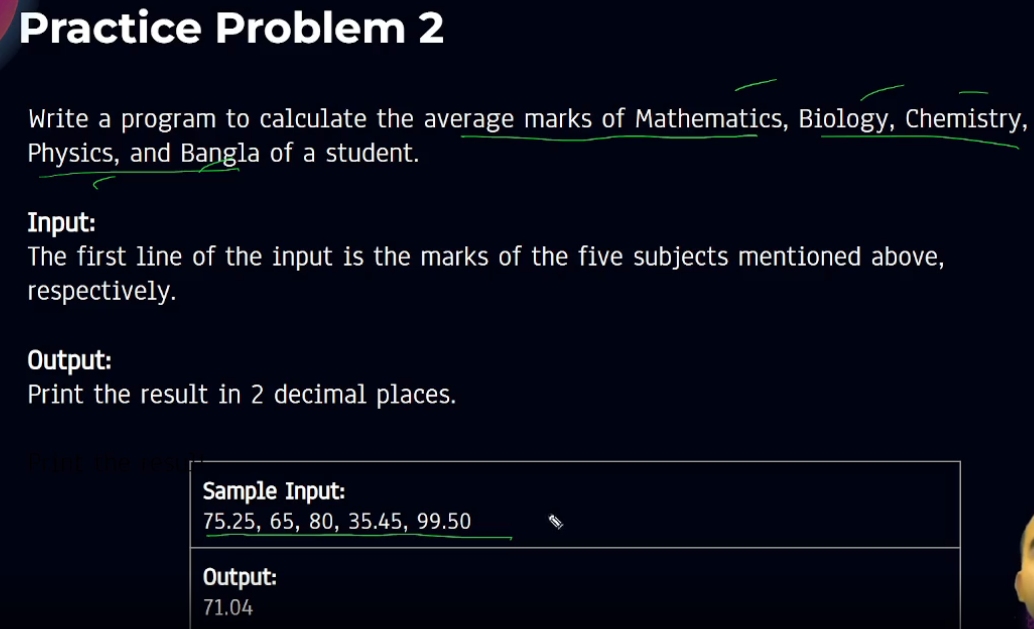 Practice Problem 2
Write a program to calculate the average marks of Mathematics, Biology, Chemistry,
Physics, and Bangla of a student.
Input:
The first line of the input is the marks of the five subjects mentioned above,
respectively.
Output:
Print the result in 2 decimal places.
Sample Input:
75.25, 65, 80, 35.45, 99.50
Output:
71.04